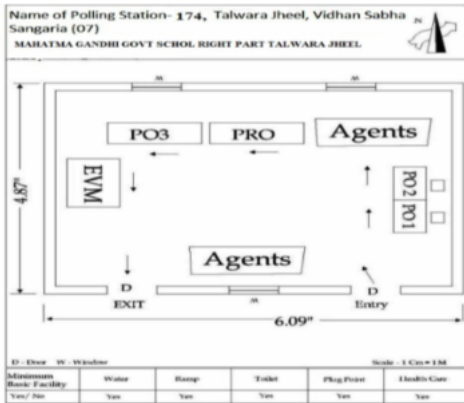 Name of Polling Station- 174, Talwara Jheel, Vidhan Sabha
Sangaria (07)
N
MAHATMA GANDHI GOVT SCHOL RIGHT PART TALWARA JHEEL
W W
PO3 PRO Agents
4.87"
EVM
PO2
PO1
Agents
D D
EXIT W Entry
6.09"
D - Door W - Window Scale - 1 Cm = 1M
Minimum Basic Facility Water Ramp Toilet Plug Point Health Care
Yes/ No Yes Yes Yes Yes Yes